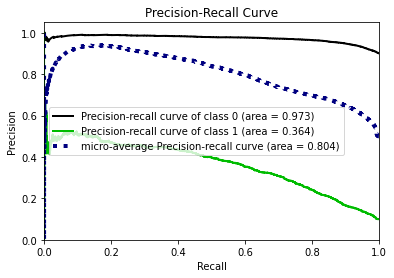 Precision-Recall Curve
1.0
0.8
0.6
0.4
0.2
0.0
Precision
Precision-recall curve of class 0 (area = 0.973)
Precision-recall curve of class 1 (area = 0.364)
micro-average Precision-recall curve (area = 0.804)
0.0 0.2 0.4 0.6 0.8 1.0
Recall